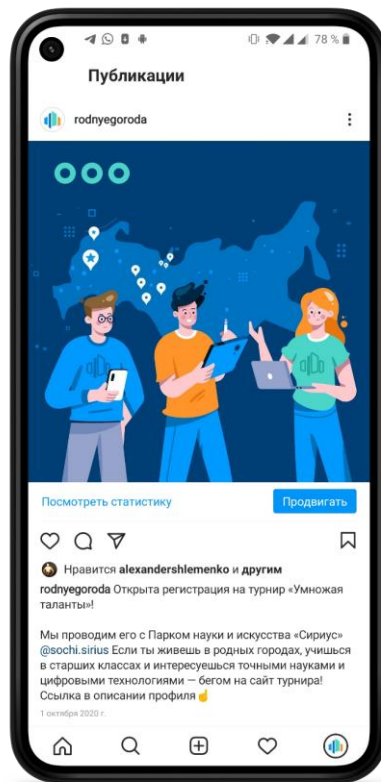 78 %
Публикации
rodnyegoroda
Посмотреть статистику
Продвигать
Нравится alexandershlemenko и другим
rodnyegoroda Открыта регистрация на турнир «Умножая
таланты»!
Мы проводим его с Парком науки и искусства «Сириус»
@sochi.sirius Если ты живешь в родных городах, учишься
в старших классах и интересуешься точными науками и
цифровыми технологиями — бегом на сайт турнира!
Ссылка в описании профиля☝
1 октября 2020 г.